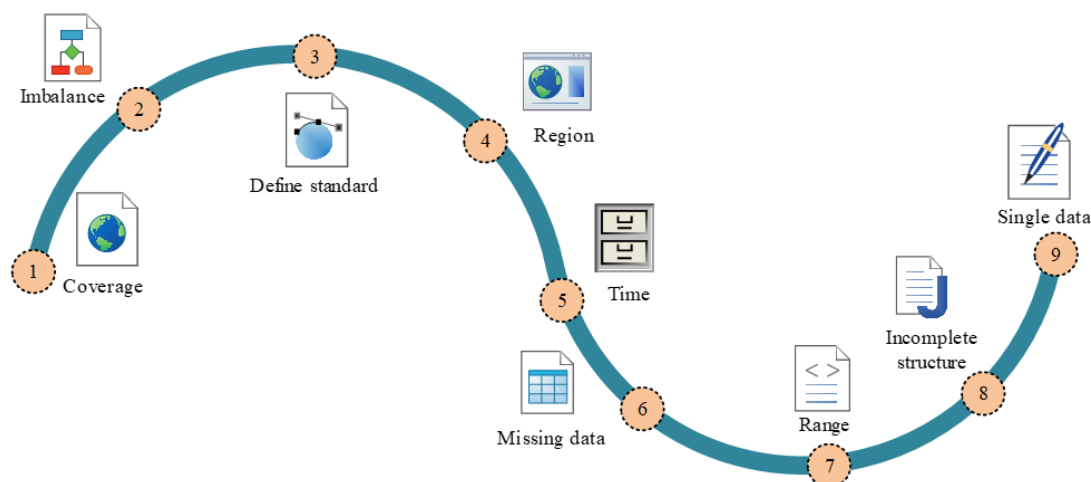 1
Coverage
2
Imbalance
3
Define standard
4
Region
5
Time
6
Missing data
7
< >
Range
8
Incomplete
structure
9
Single data